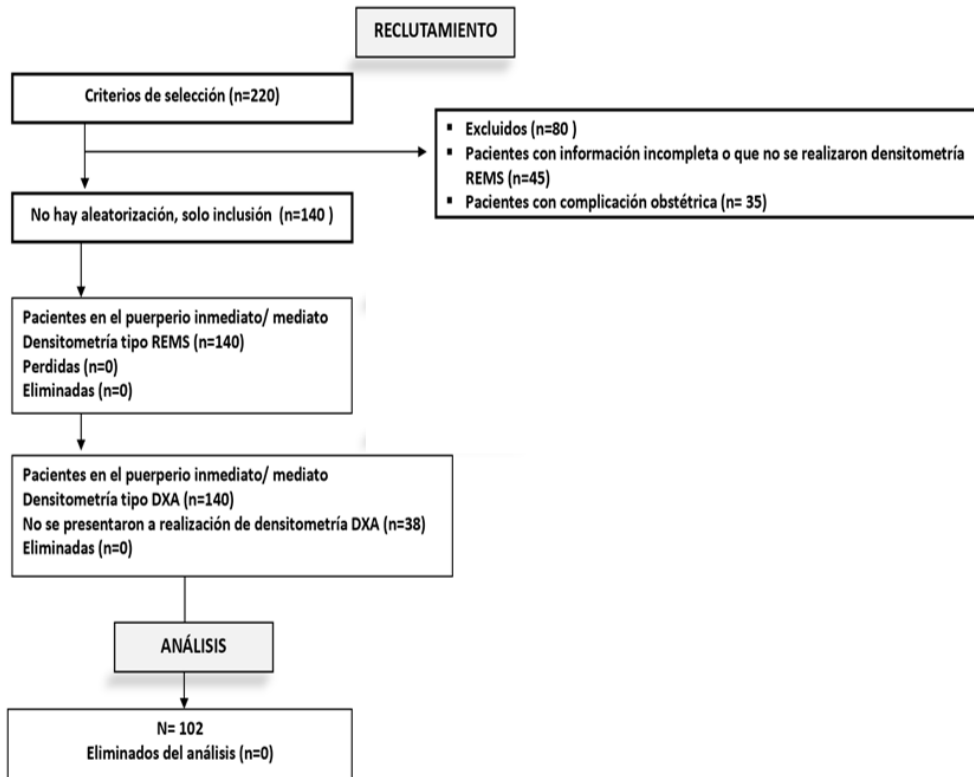 RECLUTAMIENTO
Criterios de selección (n=220)
▪ Excluidos (n=80 )
▪ Pacientes con información incompleta o que no se realizaron densitometría
REMS (n=45)
▪ Pacientes con complicación obstétrica (n= 35)
No hay aleatorización, solo inclusión (n=140 )
Pacientes en el puerperio inmediato/ mediato
Densitometría tipo REMS (n=140)
Perdidas (n=0)
Eliminadas (n=0)
Pacientes en el puerperio inmediato/ mediato
Densitometría tipo DXA (n=140)
No se presentaron a realización de densitometría DXA (n=38)
Eliminadas (n=0)
ANÁLISIS
N= 102
Eliminados del análisis (n=0)